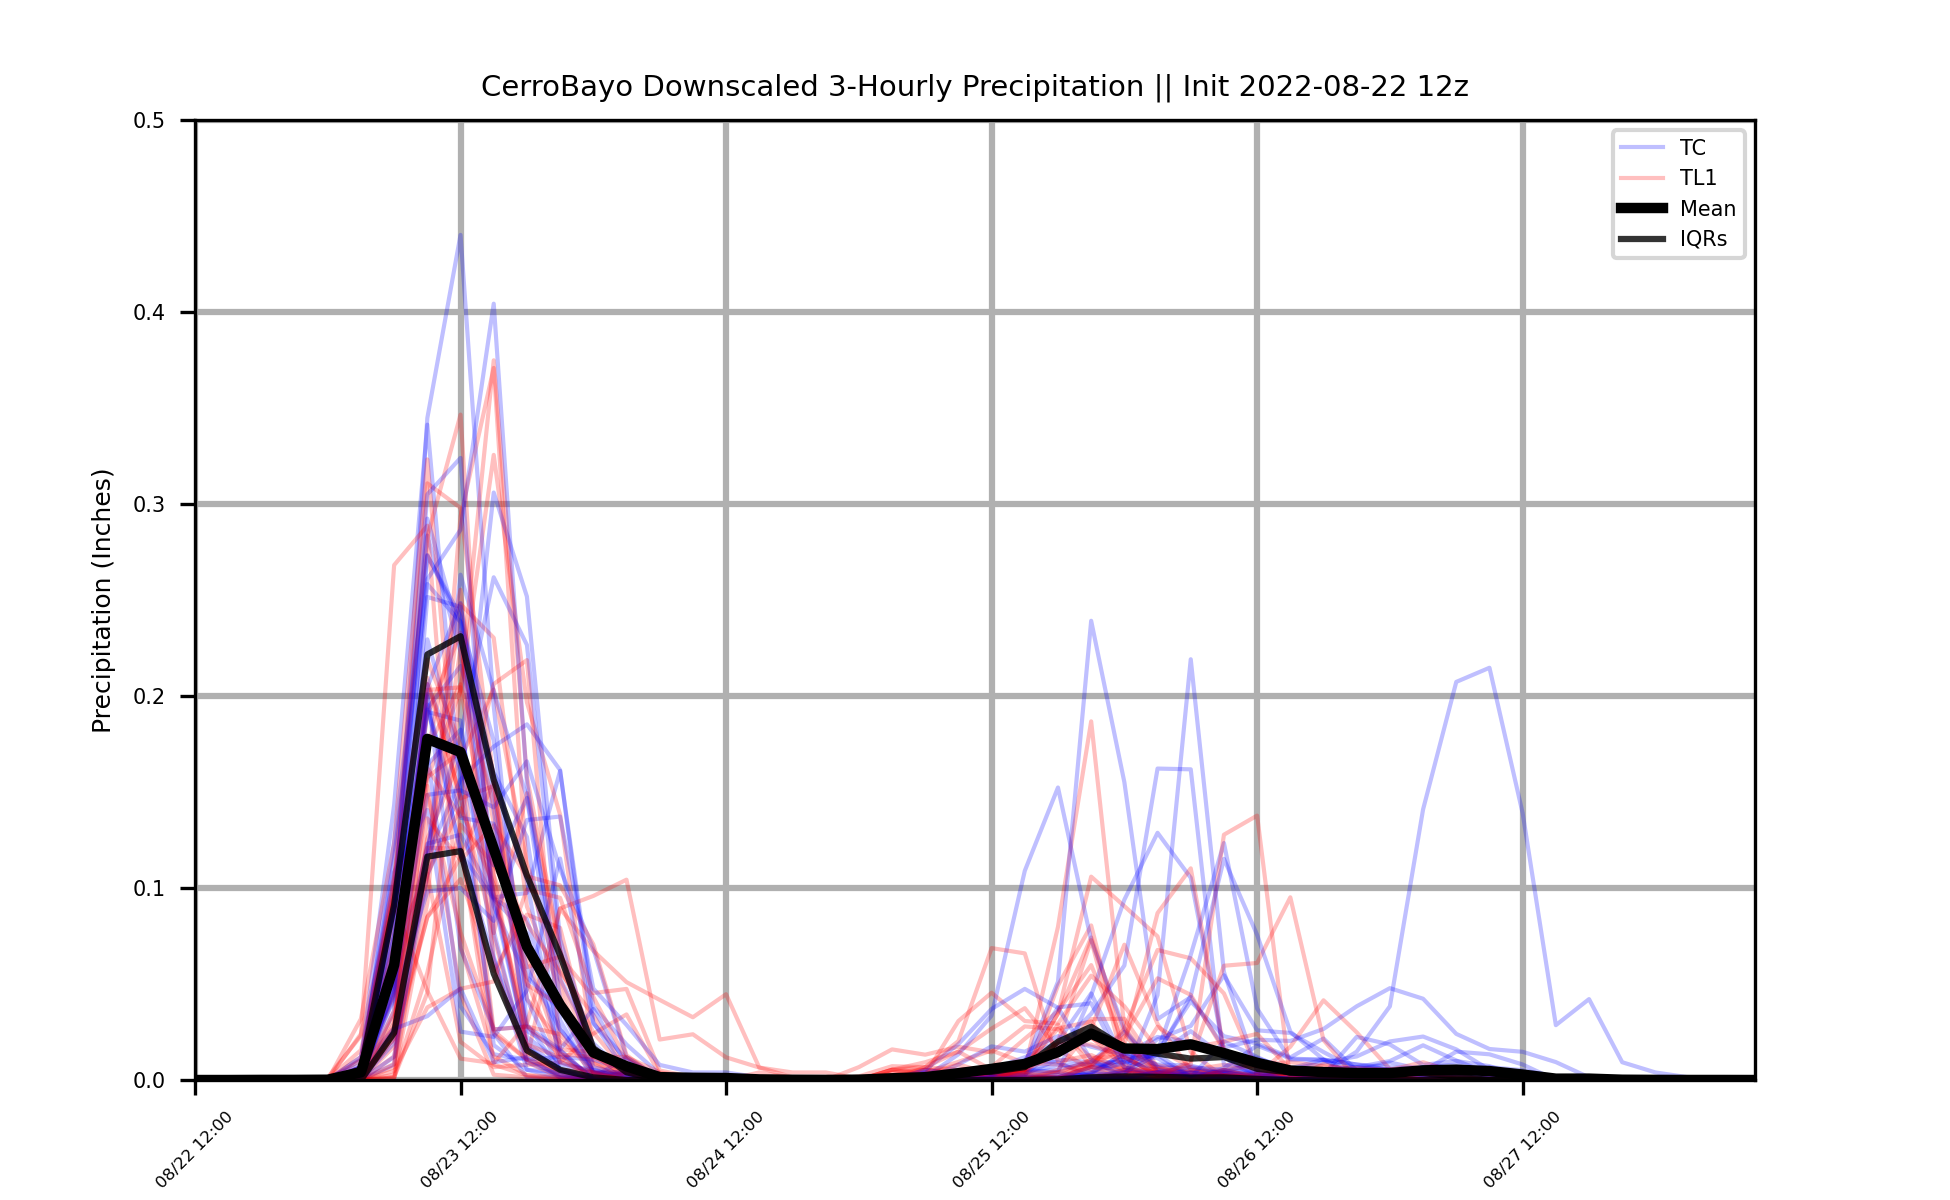 CerroBayo Downscaled 3-Hourly Precipitation || Init 2022-08-22 12z
TC
TL1
Mean
IQRs
Precipitation (Inches)
0.5
0.4
0.3
0.2
0.1
0.0
08/22 12:00
08/23 12:00
08/24 12:00
08/25 12:00
08/26 12:00
08/27 12:00